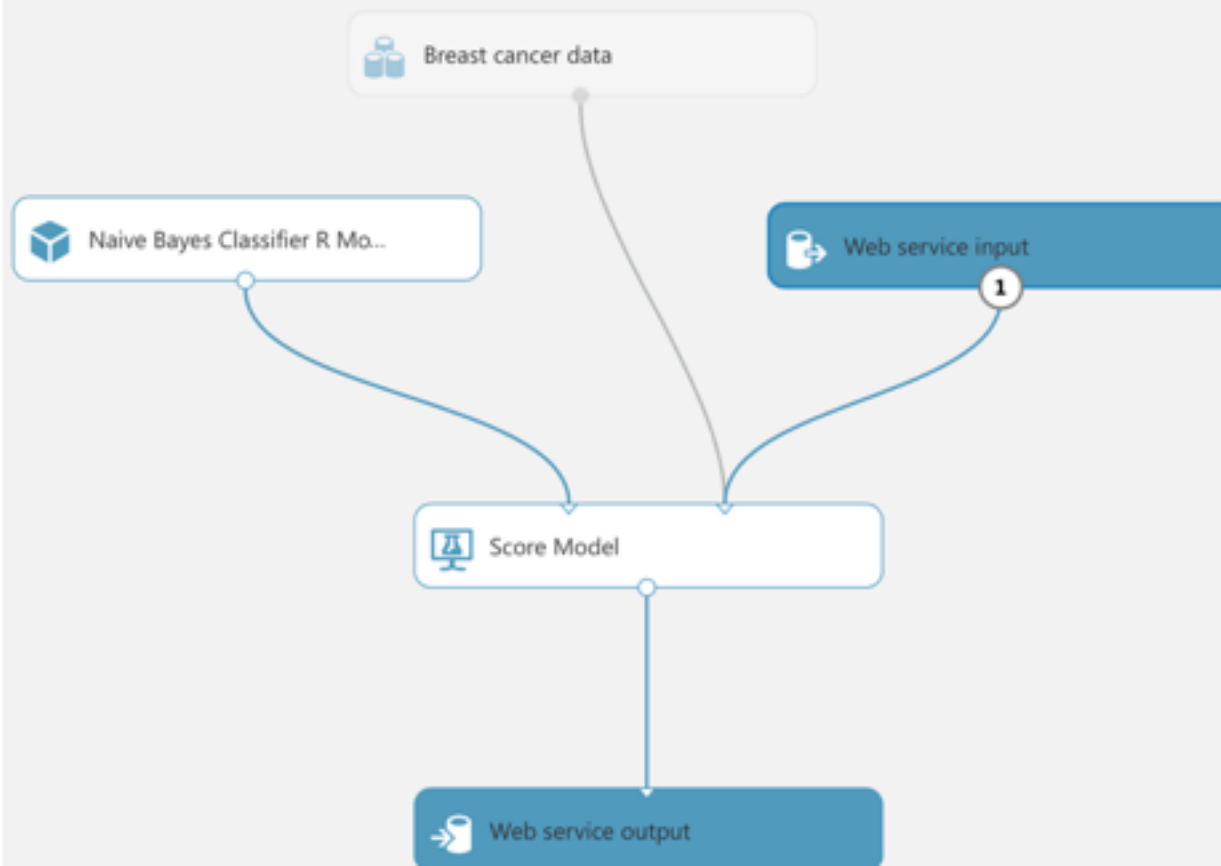 Breast cancer data
Naive Bayes Classifier R Mo...
Web service input
1
Score Model
Web service output